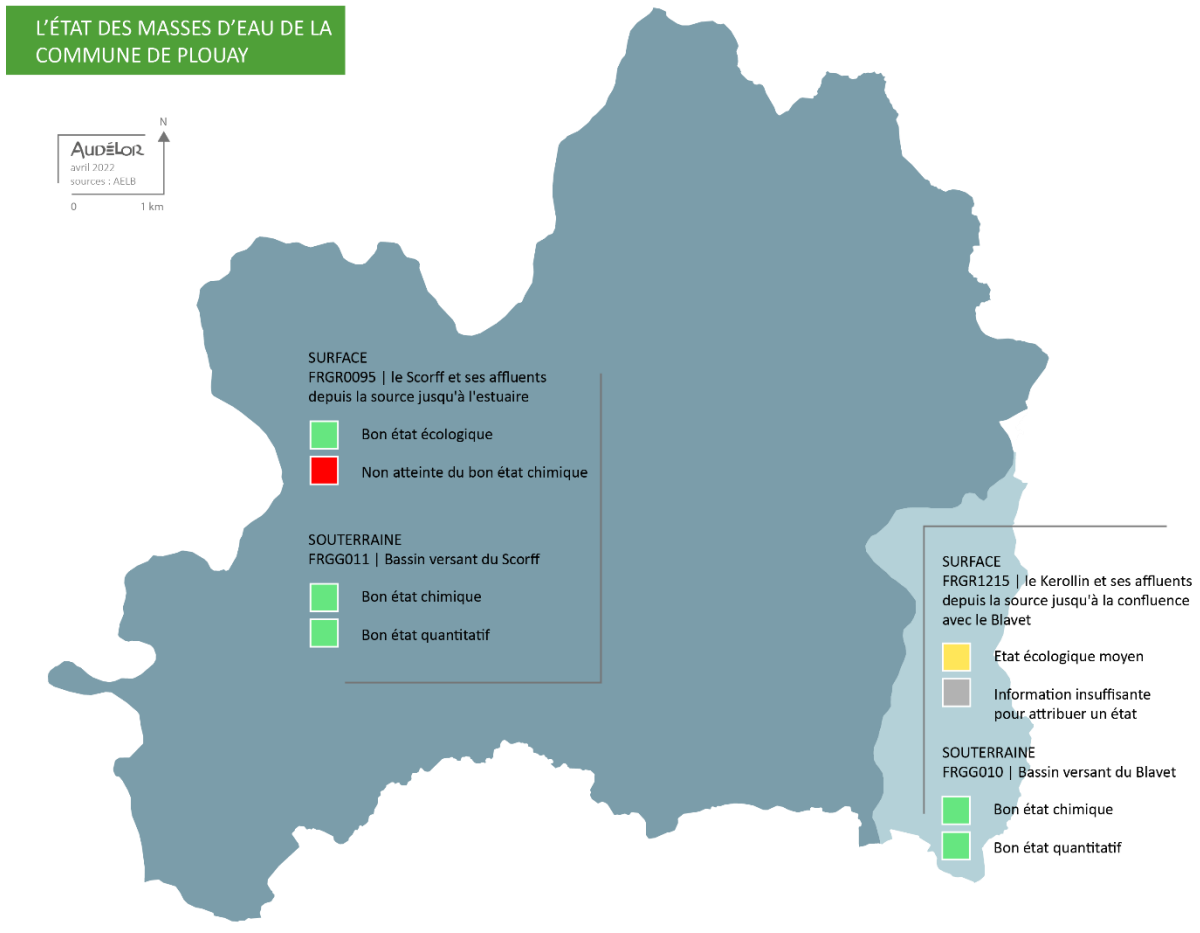 L'ÉTAT DES MASSES D'EAU DE LA
COMMUNE DE PLOUAY
N
AUDÉLOR
avril 2022
sources : AELB
0 1 km
SURFACE
FRGR0095 | le Scorff et ses affluents
depuis la source jusqu'à l'estuaire
Bon état écologique
Non atteinte du bon état chimique
SOUTERRAINE
FRGG011 | Bassin versant du Scorff
Bon état chimique
Bon état quantitatif
SURFACE
FRGR1215 | le Kerollin et ses affluents
depuis la source jusqu'à la confluence
avec le Blavet
Etat écologique moyen
Information insuffisante
pour attribuer un état
SOUTERRAINE
FRGG010 | Bassin versant du Blavet
Bon état chimique
Bon état quantitatif